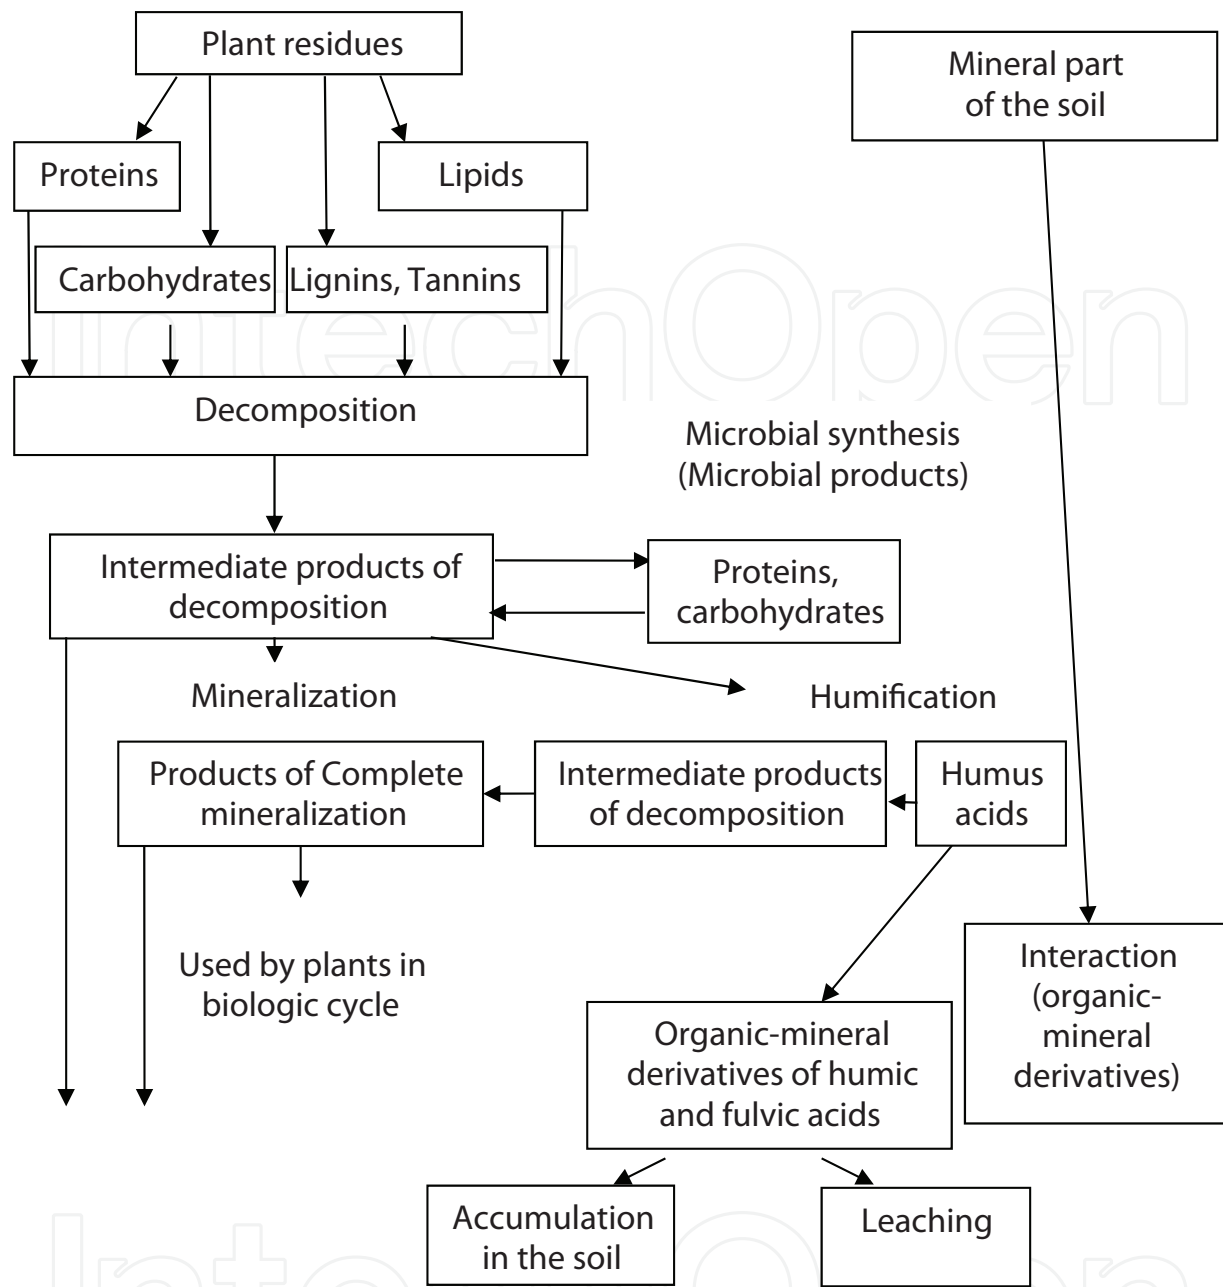 Plant residues
Mineral part
of the soil
Proteins
Lipids
Carbohydrates
Lignins, Tannins
IntechOpen
Decomposition
Microbial synthesis
(Microbial products)
Intermediate products of
decomposition
Proteins,
carbohydrates
Mineralization
Humification
Products of Complete
mineralization
Intermediate products
of decomposition
Humus
acids
Used by plants in
biologic cycle
Interaction
(organic-
mineral
derivatives)
Organic-mineral
derivatives of humic
and fulvic acids
Accumulation
in the soil
Leaching
IntechOpen